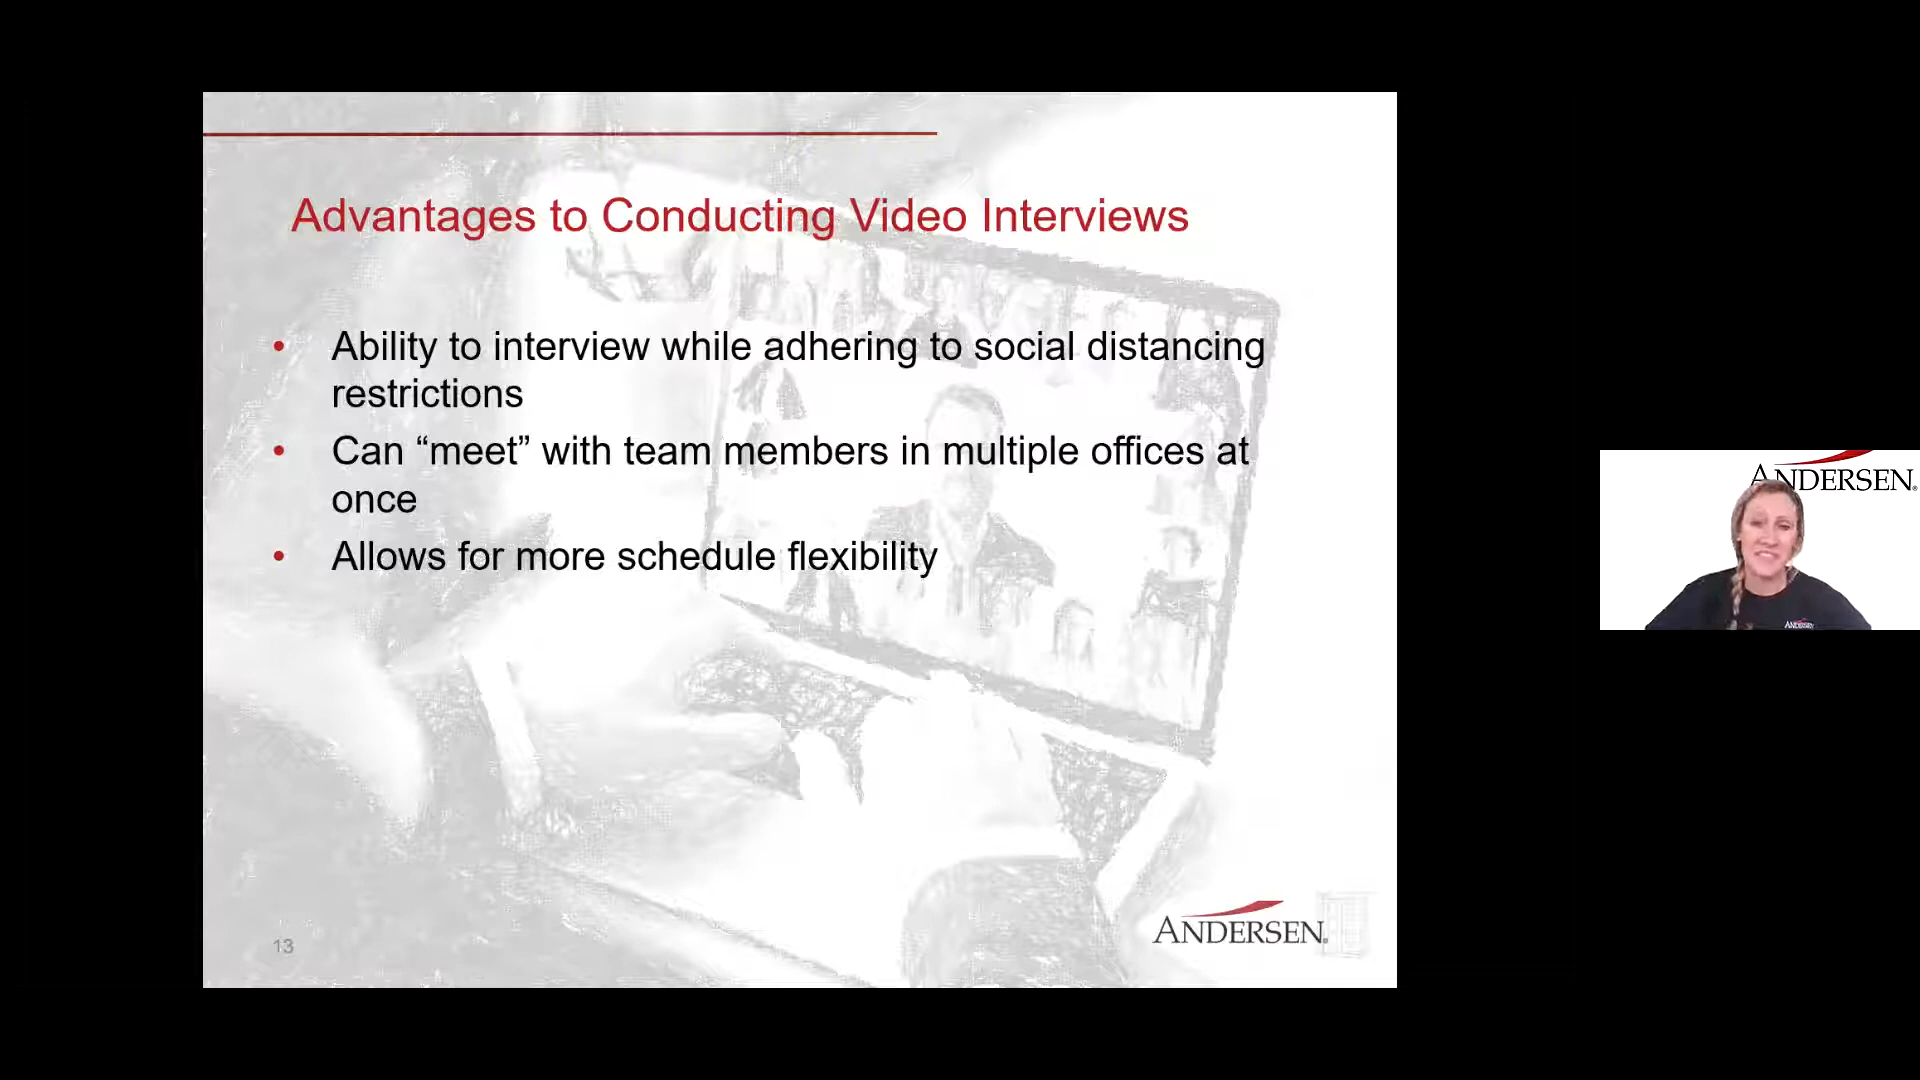 Advantages to Conducting Video Interviews
• Ability to interview while adhering to social distancing
restrictions
• Can “meet” with team members in multiple offices at
once
• Allows for more schedule flexibility
13
ANDERSEN®
ANDERSEN®
ANDERSEN